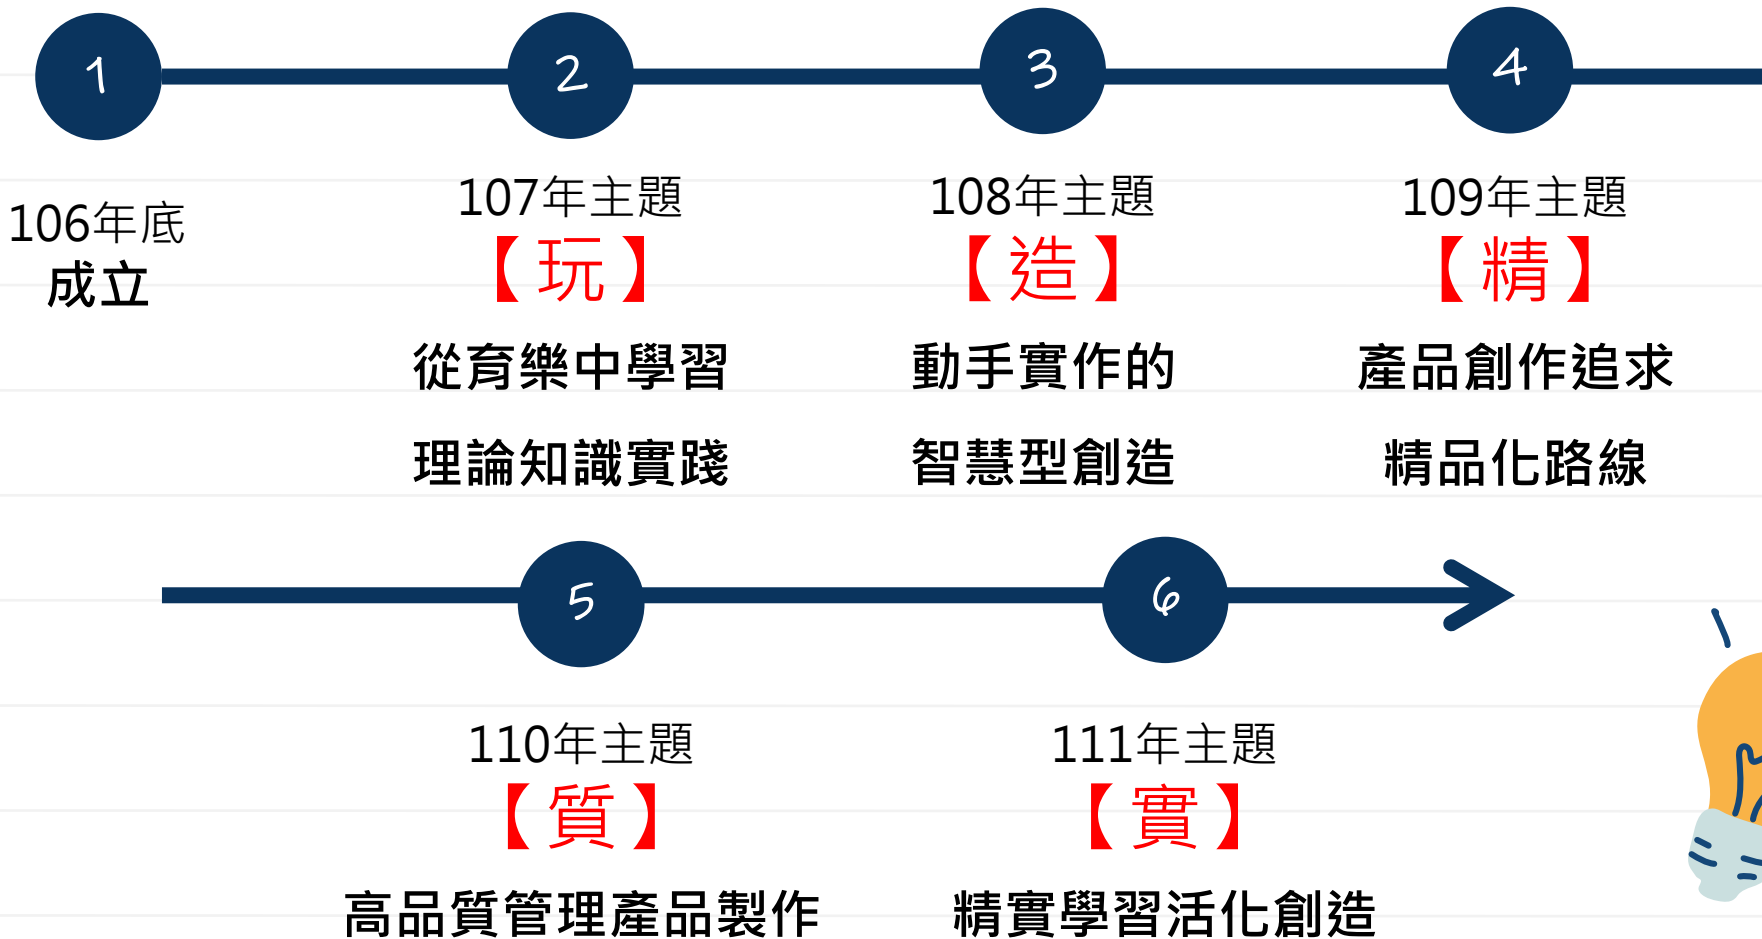 1
2
3
4
106年底
成立
107年主題
【玩】
從育樂中學習
理論知識實踐
108年主題
【造】
動手實作的
智慧型創造
109年主題
【精】
產品創作追求
精品化路線
5
6
110年主題
【質】
高品質管理產品製作
111年主題
【實】
精實學習活化創造